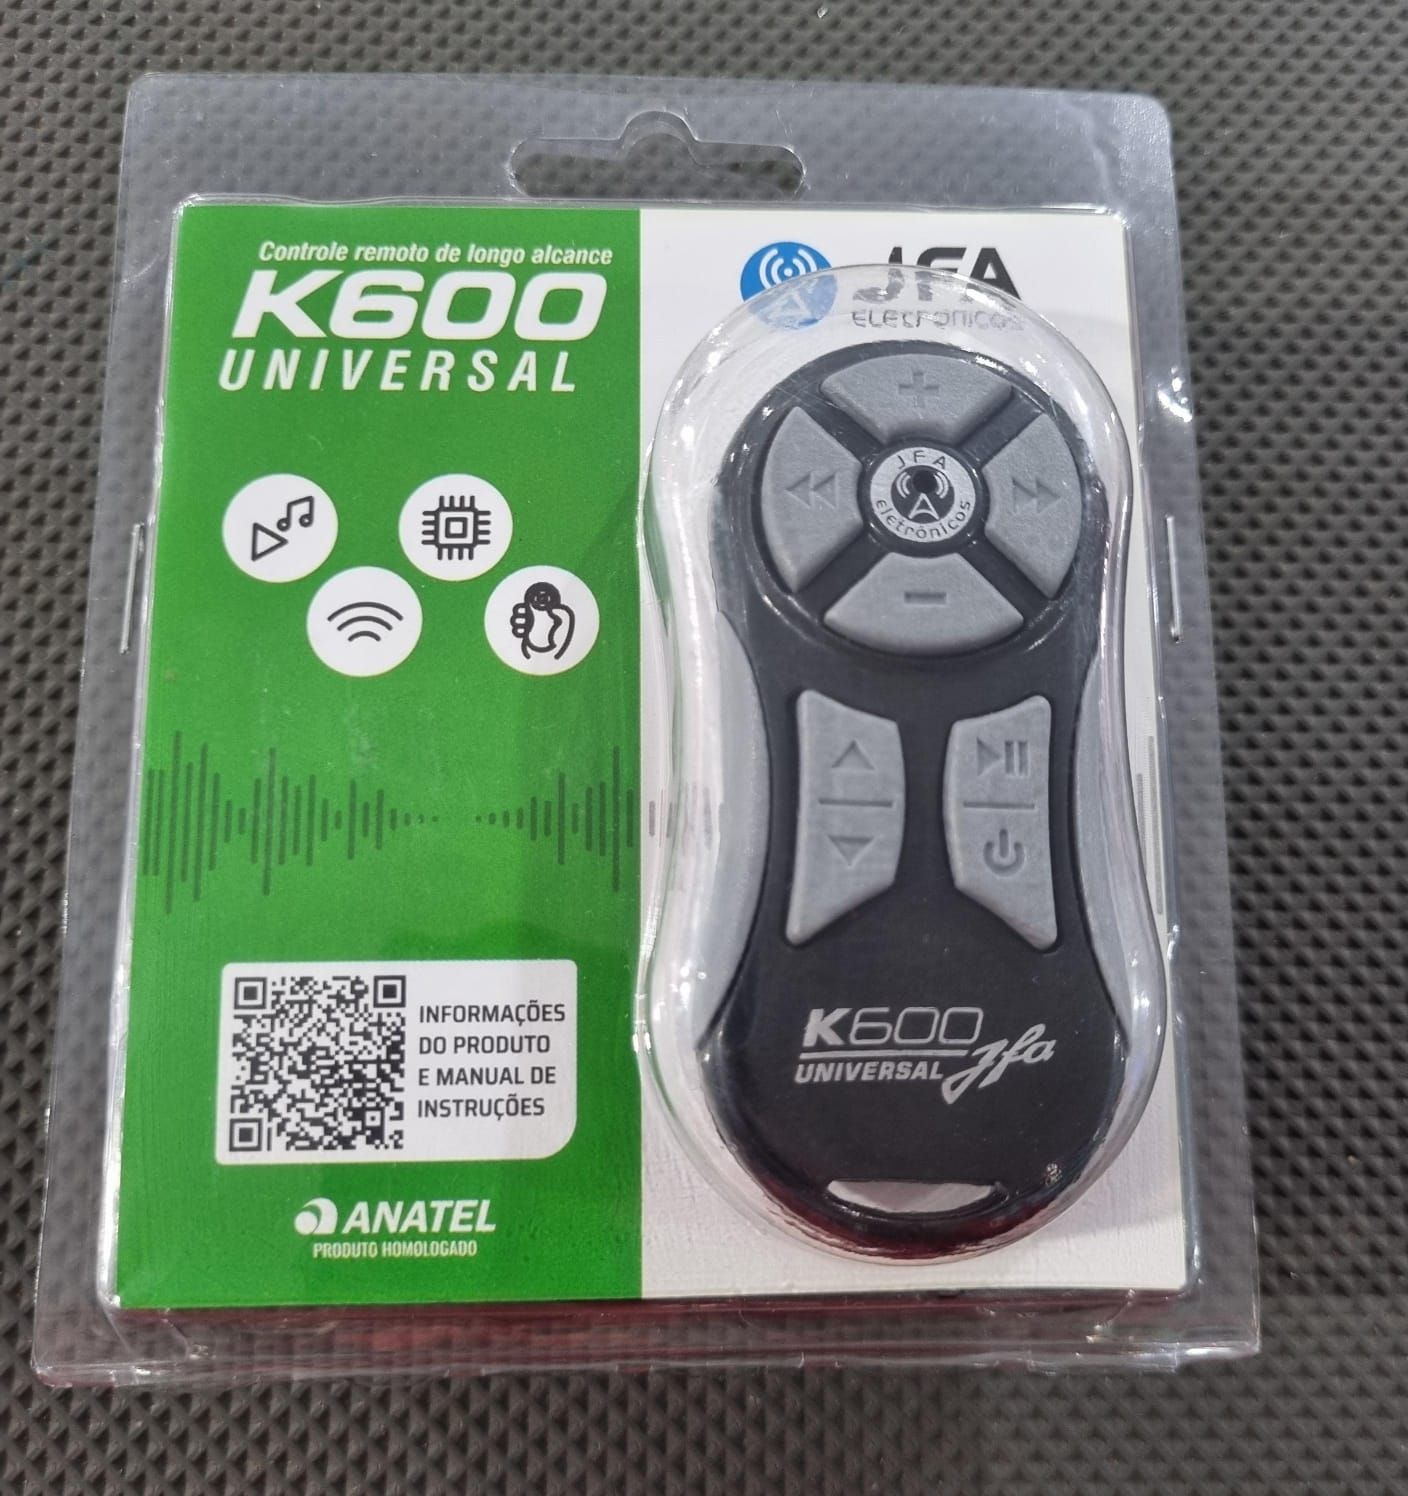 Controle remoto de longo alcance
K600
UNIVERSAL
JFA
eletrônicos
JFA
eletrônicos
INFORMAÇÕES
DO PRODUTO
E MANUAL DE
INSTRUÇÕES
ANATEL
PRODUTO HOMOLOGADO
K600
UNIVERSAL jfa